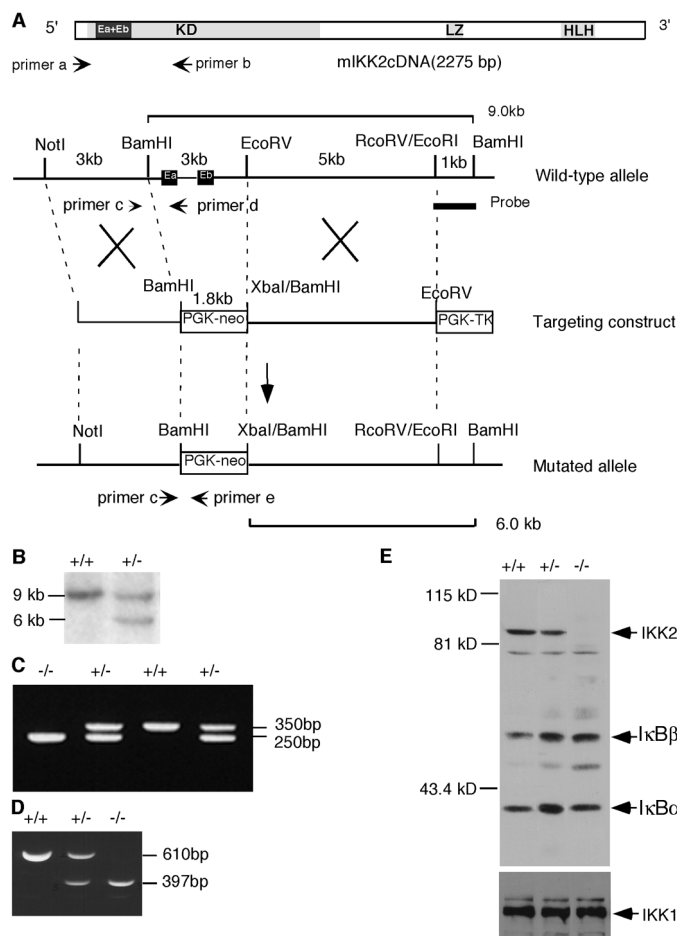 A
5' Ea+Eb KD LZ HLH 3'
primer a primer b mIKK2cDNA(2275 bp)
9.0kb
NotI BamHI EcoRV RcoRV/EcoRI BamHI
3kb 3kb 5kb 1kb
Ea Eb Wild-type allele
primer c primer d Probe
BamHI XbaI/BamHI EcoRV
1.8kb
PGK-neo PGK-TK Targeting construct
NotI BamHI XbaI/BamHI RcoRV/EcoRI BamHI
PGK-neo Mutated allele
primer c primer e
6.0 kb
B
+/+ +/-
9 kb
6 kb
C
-/- +/- +/+ +/-
350bp
250bp
D
+/+ +/- -/-
610bp
397bp
E
+/+ +/- -/-
115 kD
IKK2
81 kD
IκBβ
43.4 kD
IκBα
IKK1